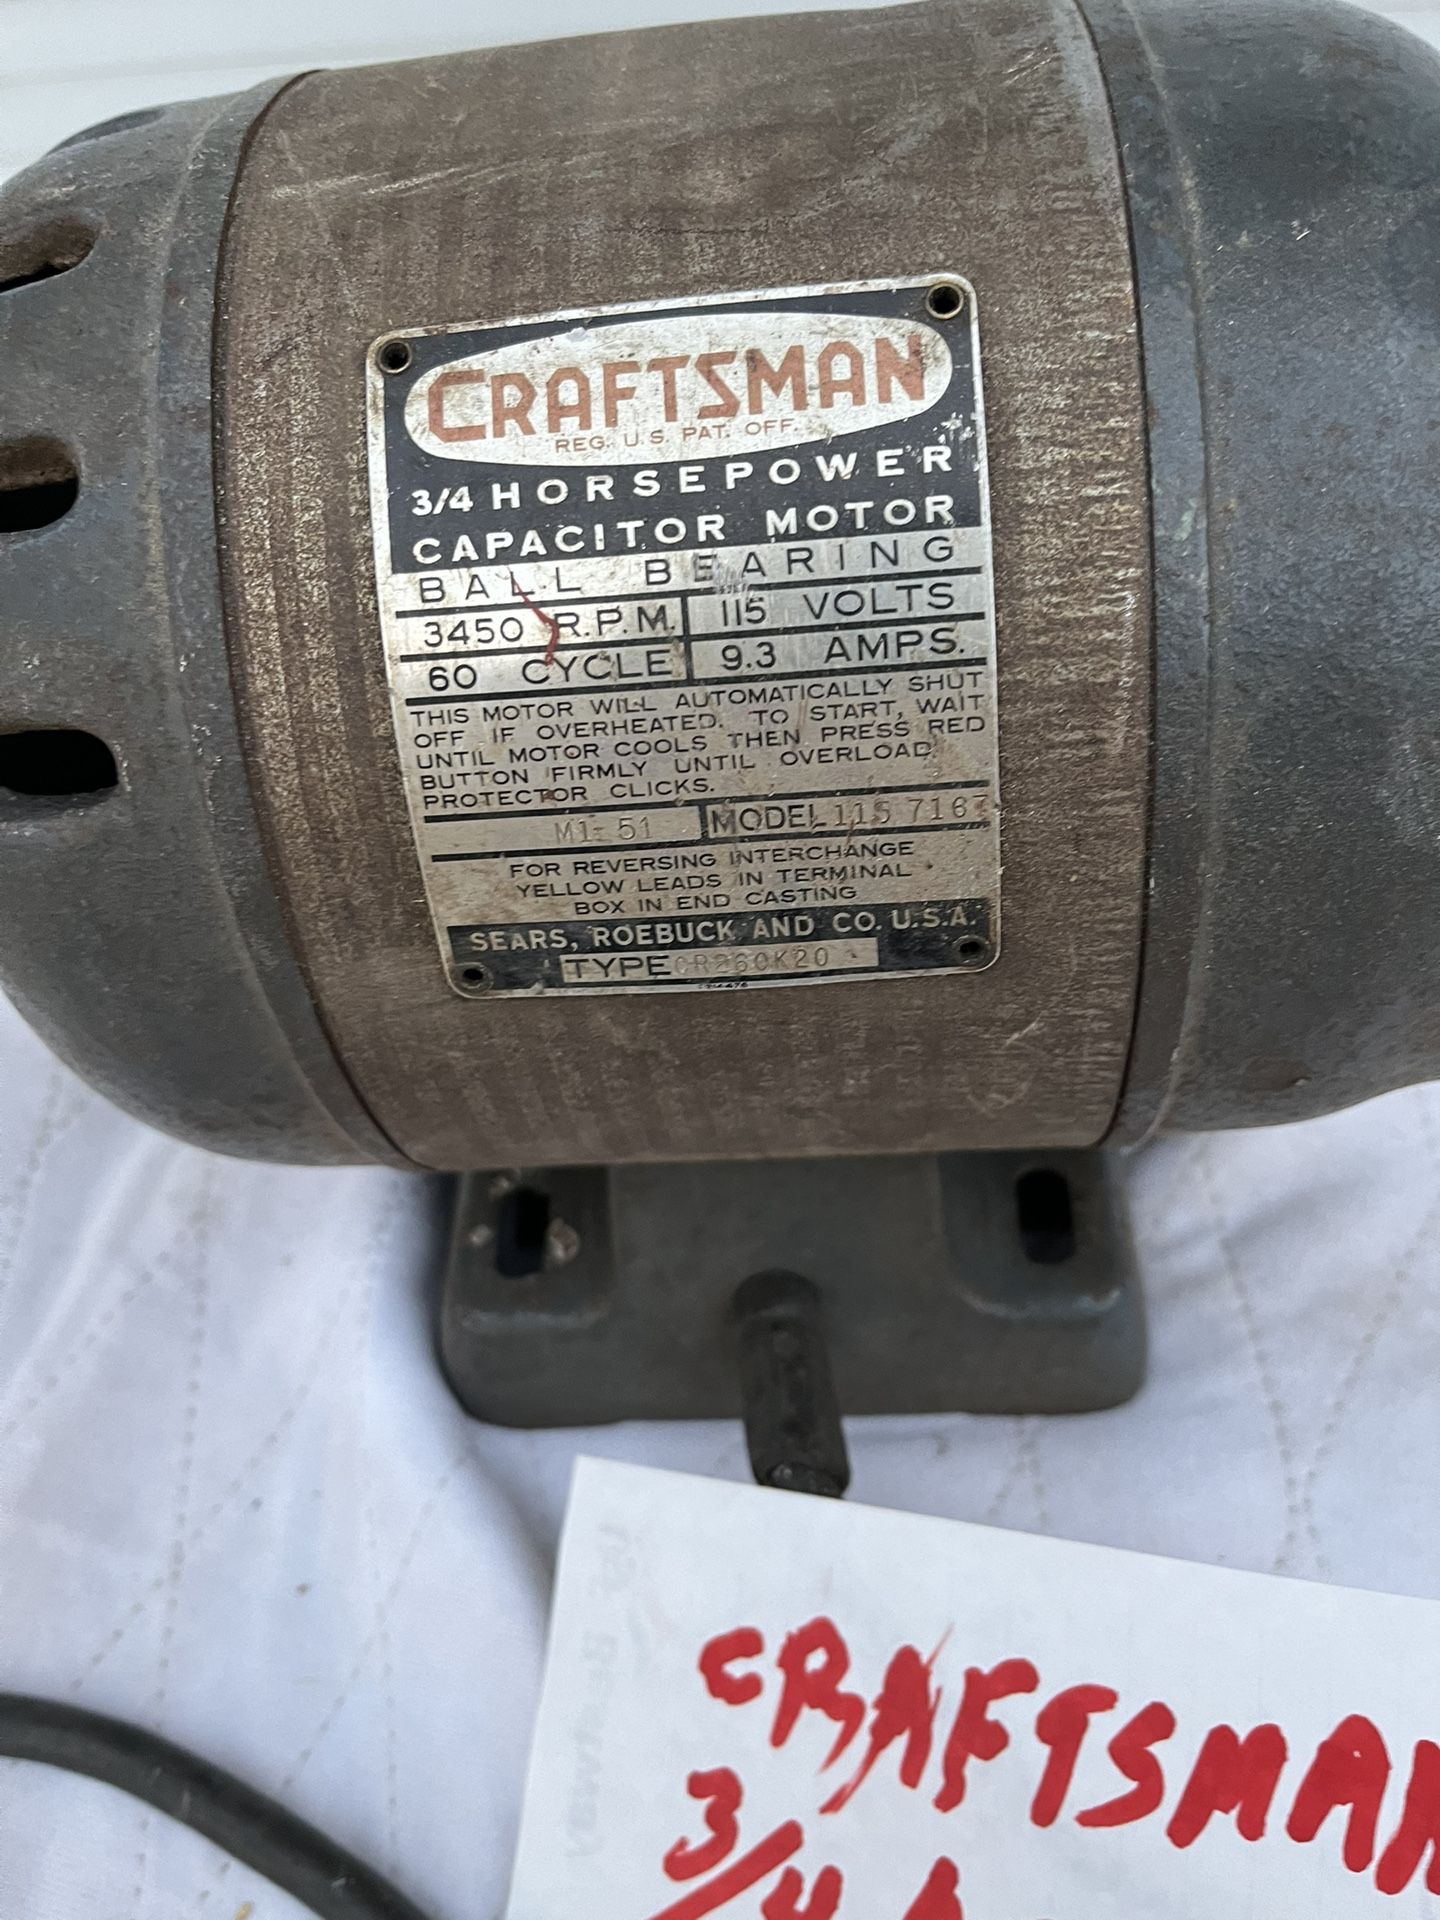 CRAFTSMAN
REG. U.S. PAT. OFF.
3/4 HORSEPOWER
CAPACITOR MOTOR
BALL BEARING
3450 R.P.M. 115 VOLTS
60 CYCLE 9.3 AMPS.
THIS MOTOR WILL AUTOMATICALLY SHUT
OFF IF OVERHEATED. TO START, WAIT
UNTIL MOTOR COOLS THEN PRESS RED
BUTTON FIRMLY UNTIL OVERLOAD
PROTECTOR CLICKS.
M1-51 MODEL 115
FOR REVERSING INTERCHANGE
YELLOW LEADS IN TERMINAL
BOX IN END CASTING
SEARS, ROEBUCK AND CO. U.S.A.
TYPE
CRAFTSMAN
3/4